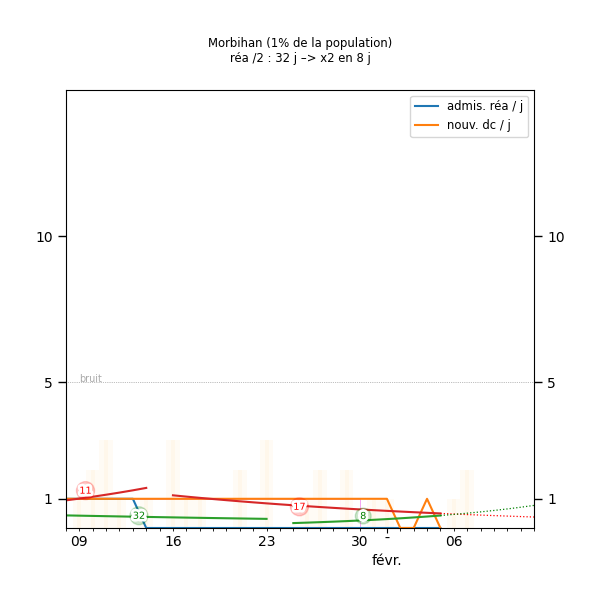 Morbihan (1% de la population)
réa /2 : 32 j –> x2 en 8 j
admis. réa / j
nouv. dc / j
10
10
bruit
5
5
11
17
32
8
1
1
09
16
23
30
-
06
févr.